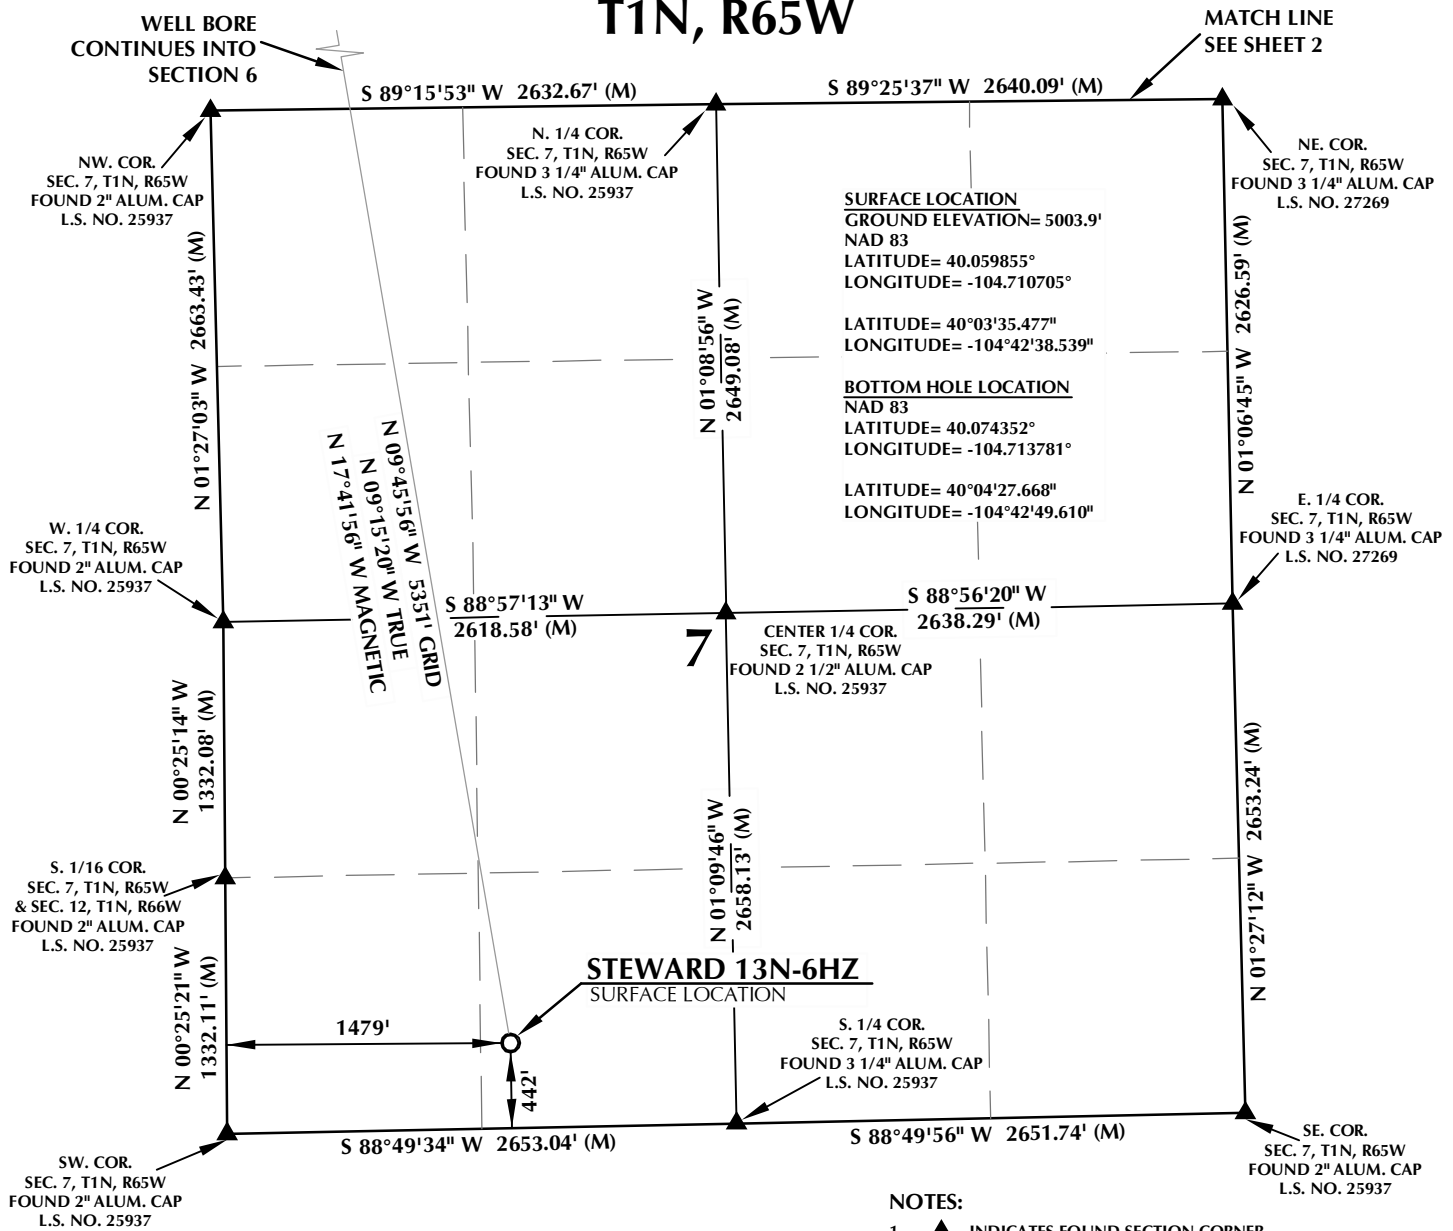 T1N, R65W
WELL BORE
CONTINUES INTO
SECTION 6
MATCH LINE
SEE SHEET 2
S 89°15'53" W 2632.67' (M)
S 89°25'37" W 2640.09' (M)
NW. COR.
SEC. 7, T1N, R65W
FOUND 2" ALUM. CAP
L.S. NO. 25937
N. 1/4 COR.
SEC. 7, T1N, R65W
FOUND 3 1/4" ALUM. CAP
L.S. NO. 25937
NE. COR.
SEC. 7, T1N, R65W
FOUND 3 1/4" ALUM. CAP
L.S. NO. 27269
SURFACE LOCATION
GROUND ELEVATION= 5003.9'
NAD 83
LATITUDE= 40.059855°
LONGITUDE= -104.710705°
LATITUDE= 40°03'35.477"
LONGITUDE= -104°42'38.539"
BOTTOM HOLE LOCATION
NAD 83
LATITUDE= 40.074352°
LONGITUDE= -104.713781°
LATITUDE= 40°04'27.668"
LONGITUDE= -104°42'49.610"
N 01°27'03" W 2663.43' (M)
N 01°08'56" W
2649.08' (M)
N 01°06'45" W 2626.59' (M)
N 09°45'56" W 5351' GRID
N 09°15'20" W TRUE
N 17°41'56" W MAGNETIC
W. 1/4 COR.
SEC. 7, T1N, R65W
FOUND 2" ALUM. CAP
L.S. NO. 25937
E. 1/4 COR.
SEC. 7, T1N, R65W
FOUND 3 1/4" ALUM. CAP
L.S. NO. 27269
S 88°57'13" W
2618.58' (M)
S 88°56'20" W
2638.29' (M)
7
CENTER 1/4 COR.
SEC. 7, T1N, R65W
FOUND 2 1/2" ALUM. CAP
L.S. NO. 25937
N 00°25'14" W
1332.08' (M)
N 01°09'46" W
2658.13' (M)
N 01°27'12" W 2653.24' (M)
S. 1/16 COR.
SEC. 7, T1N, R65W
& SEC. 12, T1N, R66W
FOUND 2" ALUM. CAP
L.S. NO. 25937
N 00°25'21" W
1332.11' (M)
STEWARD 13N-6HZ
SURFACE LOCATION
1479'
442'
S. 1/4 COR.
SEC. 7, T1N, R65W
FOUND 3 1/4" ALUM. CAP
L.S. NO. 25937
S 88°49'34" W 2653.04' (M)
S 88°49'56" W 2651.74' (M)
SW. COR.
SEC. 7, T1N, R65W
FOUND 2" ALUM. CAP
L.S. NO. 25937
SE. COR.
SEC. 7, T1N, R65W
FOUND 2" ALUM. CAP
L.S. NO. 25937
NOTES:
1. INDICATES FOUND SECTION CORNER